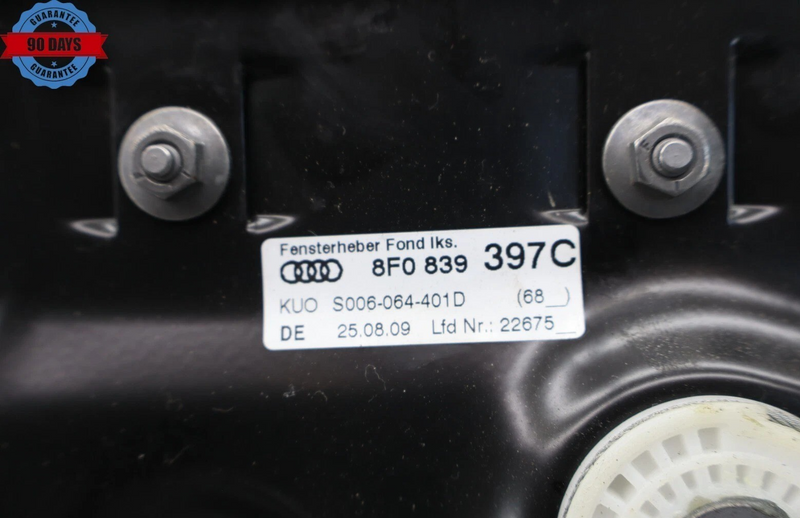 GUARANTEE
90 DAYS
GUARANTEE
Fensterheber Fond lks.
8F0 839 397C
KUO S006-064-401D (68__)
DE 25.08.09 Lfd Nr.: 22675__